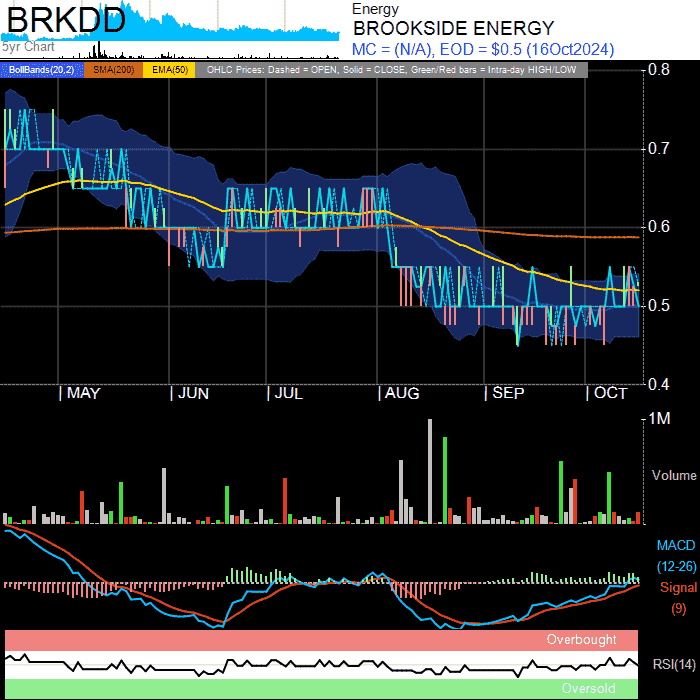 BRKDD
5yr Chart
Energy
BROOKSIDE ENERGY
MC = (N/A), EOD = $0.5 (16Oct2024)
BollBands(20,2) SMA(200) EMA(50) OHLC Prices: Dashed = OPEN, Solid = CLOSE, Green/Red bars = Intra-day HIGH/LOW
0.8
0.7
0.6
0.5
0.4
MAY JUN JUL AUG SEP OCT
1M
Volume
MACD
(12-26)
Signal
(9)
Overbought
RSI(14)
Oversold